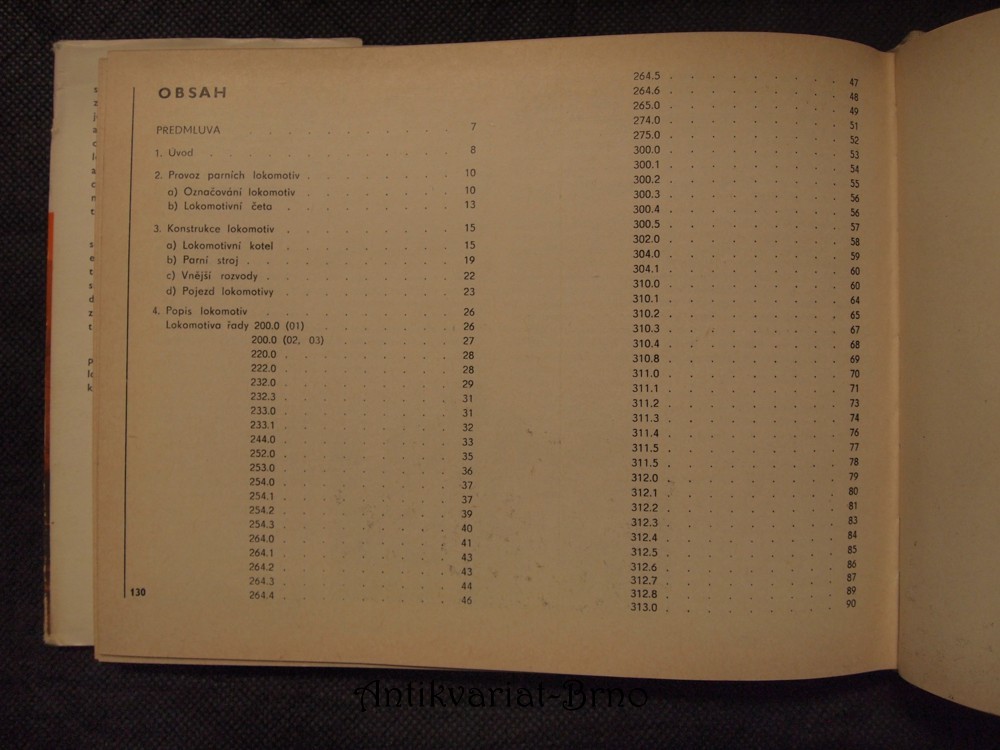 OBSAH
PŘEDMLUVA . . . . . . . . . 7
1. Úvod . . . . . . . . . 8
2. Provoz parních lokomotiv . . . . . . 10
a) Označování lokomotiv . . . . . . 10
b) Lokomotivní četa . . . . . . 13
3. Konstrukce lokomotiv . . . . . . 15
a) Lokomotivní kotel . . . . . . 15
b) Parní stroj . . . . . . 19
c) Vnější rozvody . . . . . . 22
d) Pojezd lokomotivy . . . . . . 23
4. Popis lokomotiv . . . . . . 26
Lokomotiva řady 200.0 (01) . . . . . 26
200.0 (02, 03) . . . . 27
220.0 . . . . . . 28
222.0 . . . . . . 28
232.0 . . . . . . 29
232.3 . . . . . . 31
233.0 . . . . . . 31
233.1 . . . . . . 32
244.0 . . . . . . 33
252.0 . . . . . . 35
253.0 . . . . . . 36
254.0 . . . . . . 37
254.1 . . . . . . 37
254.2 . . . . . . 39
254.3 . . . . . . 40
264.0 . . . . . . 41
264.1 . . . . . . 43
264.2 . . . . . . 43
264.3 . . . . . . 44
264.4 . . . . . . 46
130
264.5 . . . . . . . . 47
264.6 . . . . . . . . 48
265.0 . . . . . . . . 49
274.0 . . . . . . . . 51
275.0 . . . . . . . . 52
300.0 . . . . . . . . 53
300.1 . . . . . . . . 54
300.2 . . . . . . . . 55
300.3 . . . . . . . . 56
300.4 . . . . . . . . 56
300.5 . . . . . . . . 57
302.0 . . . . . . . . 58
304.0 . . . . . . . . 59
304.1 . . . . . . . . 60
310.0 . . . . . . . . 60
310.1 . . . . . . . . 64
310.2 . . . . . . . . 65
310.3 . . . . . . . . 67
310.4 . . . . . . . . 68
310.8 . . . . . . . . 69
311.0 . . . . . . . . 70
311.1 . . . . . . . . 71
311.2 . . . . . . . . 73
311.3 . . . . . . . . 74
311.4 . . . . . . . . 76
311.5 . . . . . . . . 77
311.5 . . . . . . . . 78
312.0 . . . . . . . . 79
312.1 . . . . . . . . 80
312.2 . . . . . . . . 81
312.3 . . . . . . . . 83
312.4 . . . . . . . . 84
312.5 . . . . . . . . 85
312.6 . . . . . . . . 86
312.7 . . . . . . . . 87
312.8 . . . . . . . . 89
313.0 . . . . . . . . 90
Antikvariat-Brno